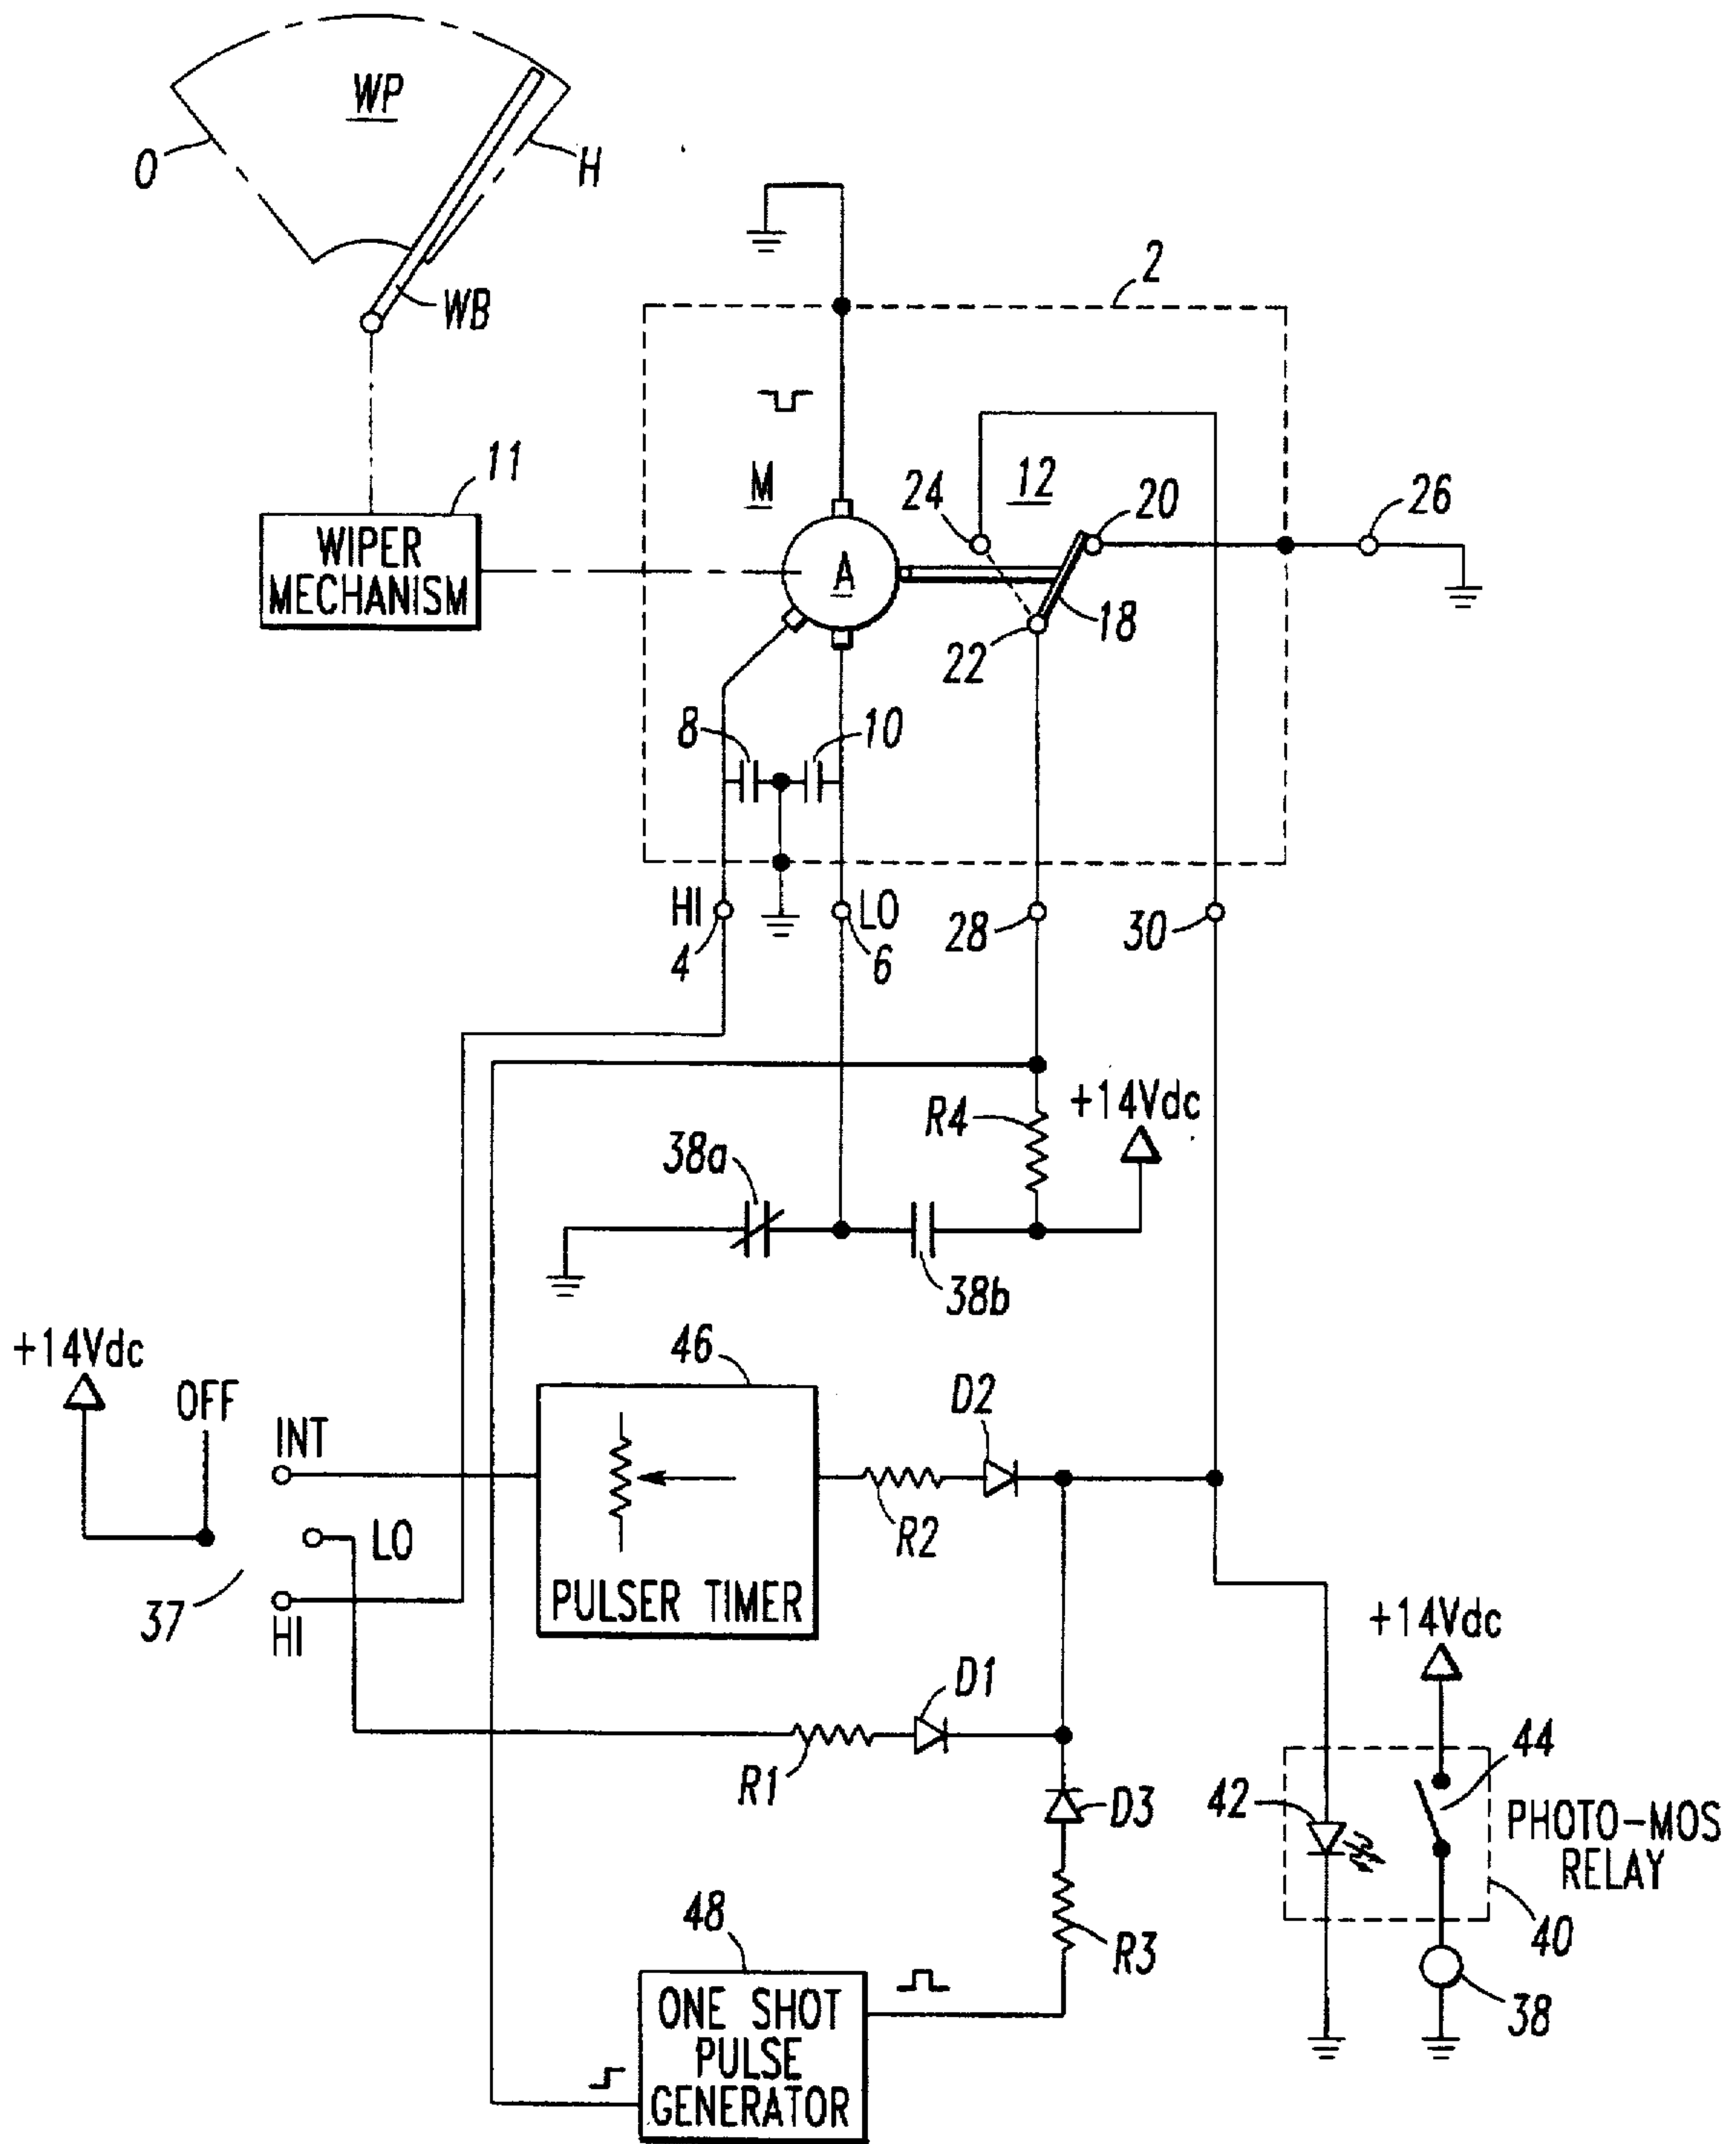 WP
O
H
WB
2
11
WIPER
MECHANISM
M
A
24
12
20
26
18
22
8
10
HI
4
LO
6
28
30
R4
+14Vdc
38a
38b
+14Vdc
OFF
INT
LO
HI
37
46
PULSER TIMER
R2
D2
D1
R1
D3
R3
+14Vdc
42
44
PHOTO-MOS
RELAY
40
38
48
ONE SHOT
PULSE
GENERATOR